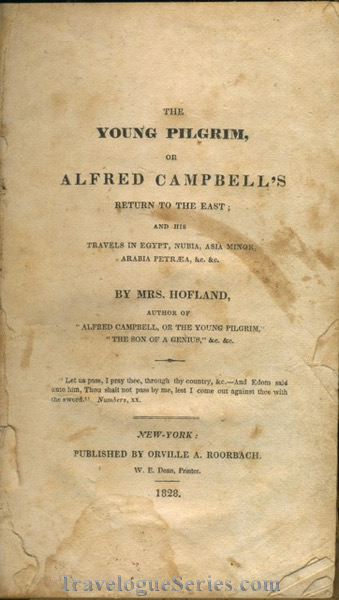 THE
YOUNG PILGRIM,
OR
ALFRED CAMPBELL'S
RETURN TO THE EAST;
AND HIS
TRAVELS IN EGYPT, NUBIA, ASIA MINOR,
ARABIA PETRÆA, &c. &c.
BY MRS. HOFLAND,
AUTHOR OF
"ALFRED CAMPBELL, OR THE YOUNG PILGRIM,"
"THE SON OF A GENIUS," &c. &c.
"Let us pass, I pray thee, through thy country, &c.—And Edom said
unto him, Thou shalt not pass by me, lest I come out against thee with
the sword." Numbers, xx.
NEW-YORK:
PUBLISHED BY ORVILLE A. ROORBACH.
W. E. Dean, Printer.
1828.
TravelogueSeries.com